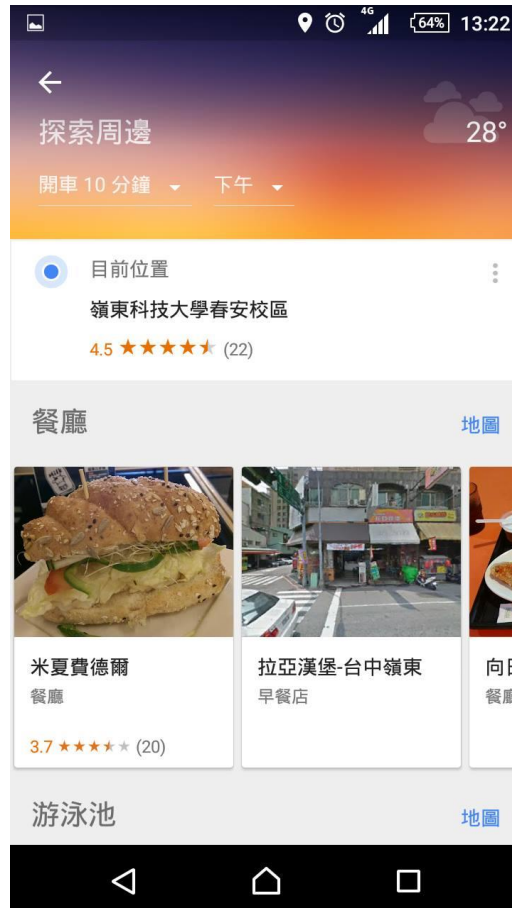 4G
64%
13:22
探索周邊
28°
開車 10 分鐘
下午
目前位置
嶺東科技大學春安校區
4.5
(22)
餐廳
地圖
米夏費德爾
餐廳
3.7
(20)
拉亞漢堡-台中嶺東
早餐店
向
餐
游泳池
地圖